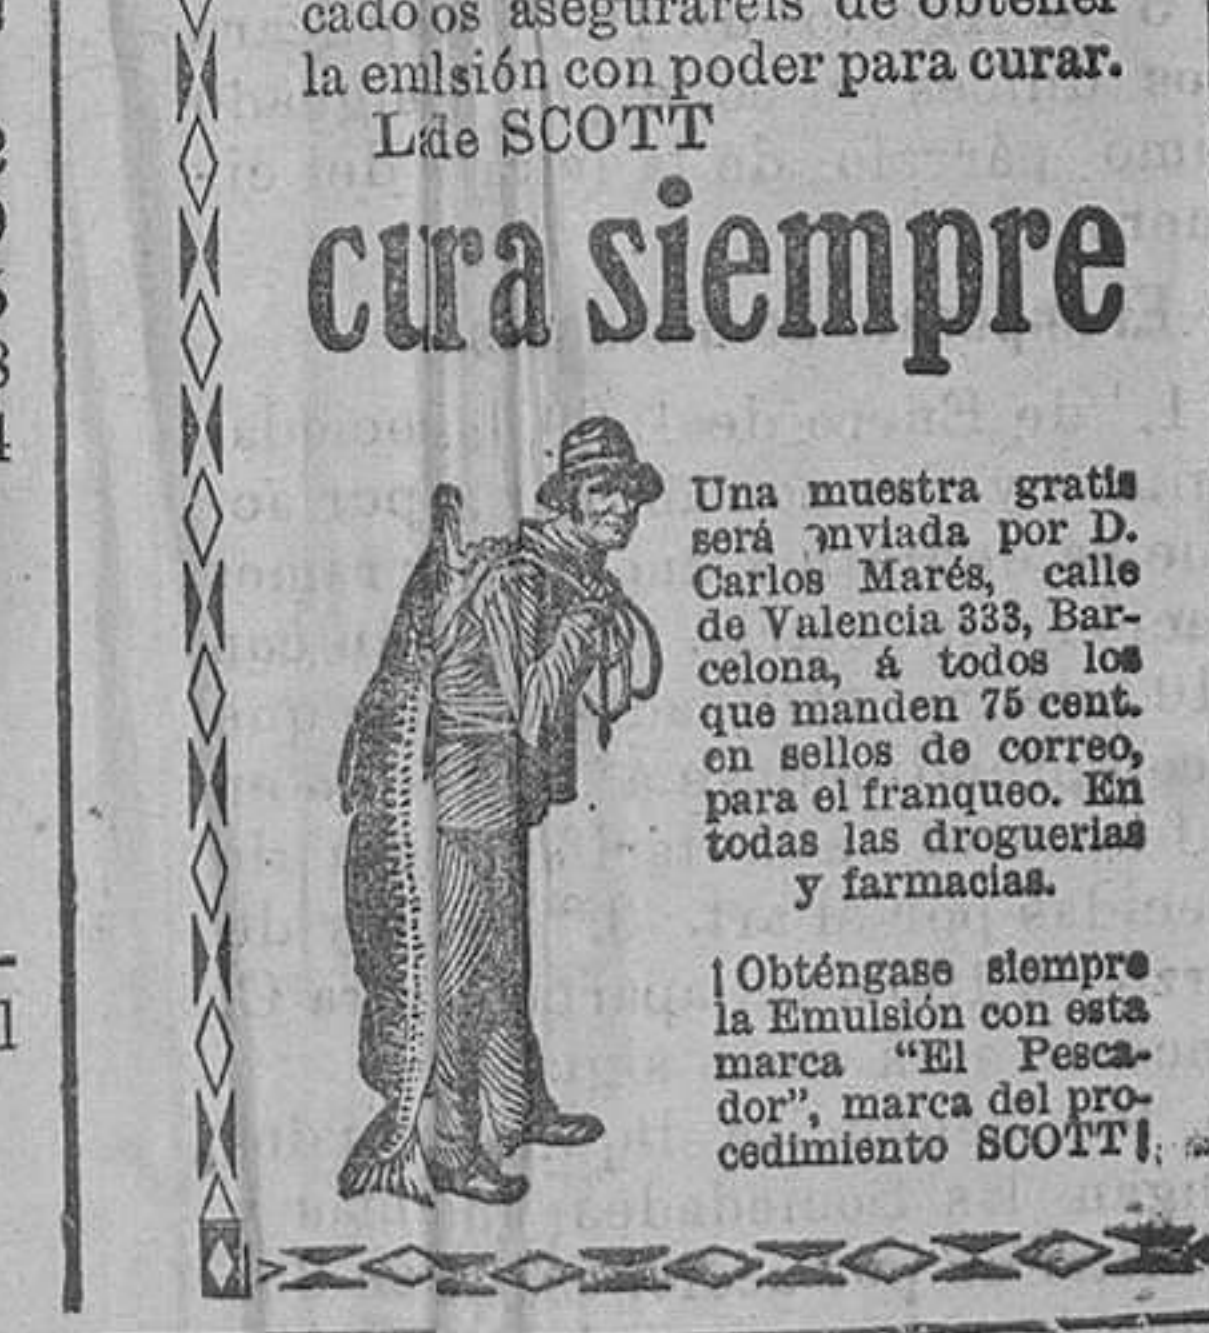 cado os aseguraréis de obtener
la emlsión con poder para curar.
La de SCOTT
cura siempre
Una muestra gratis
será enviada por D.
Carlos Marés, calle
de Valencia 333, Bar-
celona, á todos los
que manden 75 cent.
en sellos de correo,
para el franqueo. En
todas las droguerias
y farmacias.
¡Obténgase siempre
la Emulsión con esta
marca "El Pesca-
dor", marca del pro-
cedimiento SCOTT!